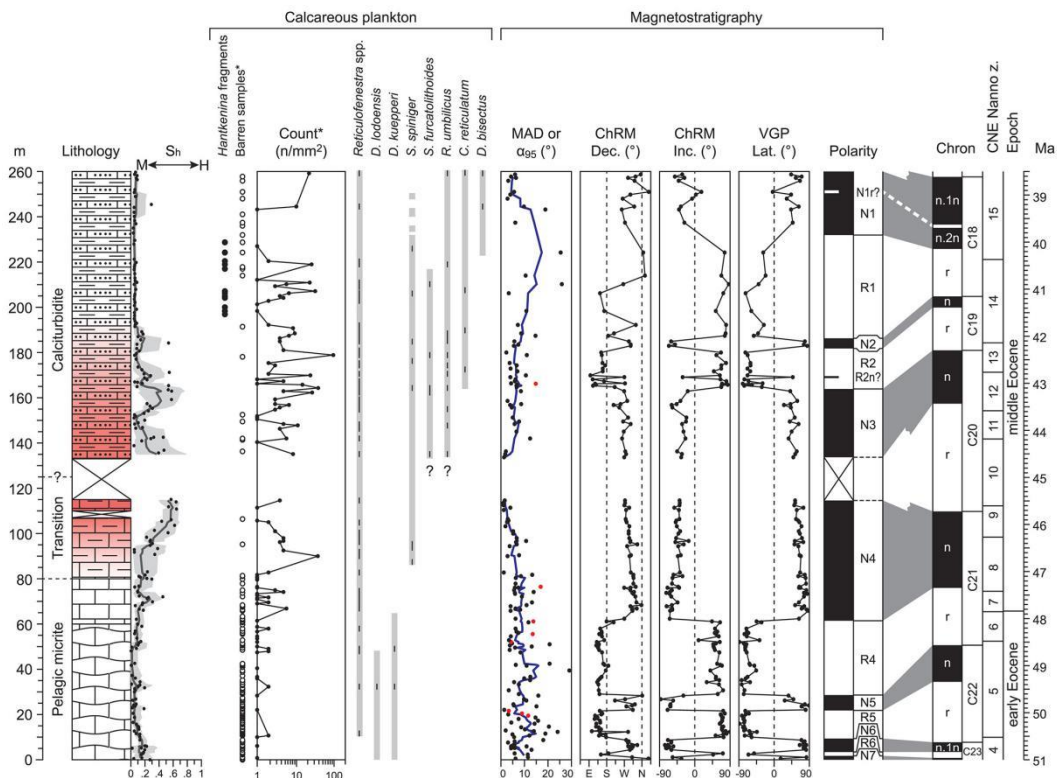 Calcareous plankton
Magnetostratigraphy
Hantkenina fragments
Barren samples*
Count*
(n/mm²)
Reticulofenestra spp.
D. lodoensis
D. kuepperi
S. spiniger
S. furcatolithoides
R. umbilicus
C. reticulatum
D. bisectus
m
Lithology
Sh
M
H
MAD or
α95 (°)
ChRM
Dec. (°)
ChRM
Inc. (°)
VGP
Lat. (°)
Polarity
Chron
CNE Nanno z.
Epoch
Ma
260
240
220
200
180
160
140
120
100
80
60
40
20
0
Calciturbidite
?
Transition
Pelagic micrite
? ?
N1r?
N1
R1
N2
R2
R2n?
N3
N4
R4
N5
R5
N6
R6
N7
n.1n
n.2n
r
n
r
n
r
n
r
n
r
n.1n
C18
C19
C20
C21
C22
C23
15
14
13
12
11
10
9
8
7
6
5
4
middle Eocene
early Eocene
39
40
41
42
43
44
45
46
47
48
49
50
51
0 .2 .4 .6 .8 1
1 10 100
0 10 20 30
E S W N
-90 0 90
-90 0 90